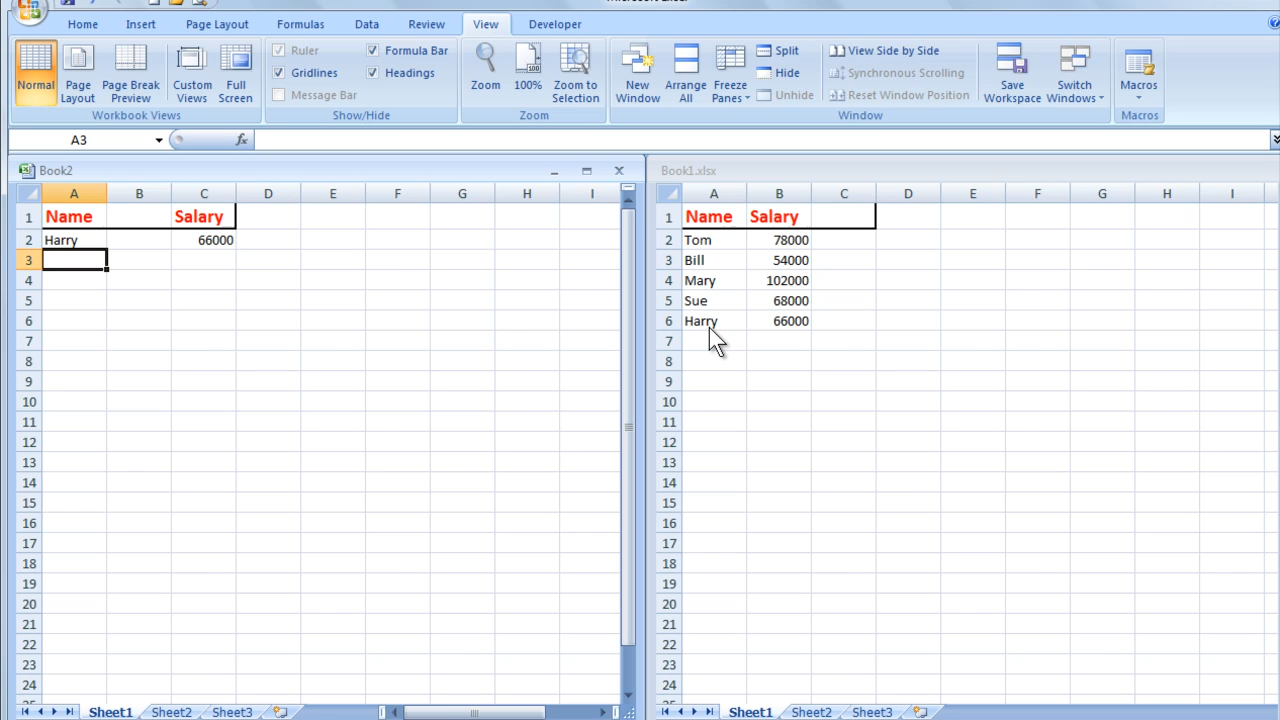 Home Insert Page Layout Formulas Data Review View Developer
Ruler Formula Bar Split View Side by Side
Gridlines Headings Hide Synchronous Scrolling
Message Bar Unhide Reset Window Position
Normal Page Layout Page Break Preview Custom Views Full Screen Zoom 100% Zoom to Selection New Window Arrange All Freeze Panes Save Workspace Switch Windows Macros
Workbook Views Show/Hide Zoom Window Macros
A3 fx
Book2
A B C D E F G H I
1 Name Salary
2 Harry 66000
3
4
5
6
7
8
9
10
11
12
13
14
15
16
17
18
19
20
21
22
23
24
Sheet1 Sheet2 Sheet3
Book1.xlsx
A B C D E F G H I
1 Name Salary
2 Tom 78000
3 Bill 54000
4 Mary 102000
5 Sue 68000
6 Harry 66000
7
8
9
10
11
12
13
14
15
16
17
18
19
20
21
22
23
24
Sheet1 Sheet2 Sheet3